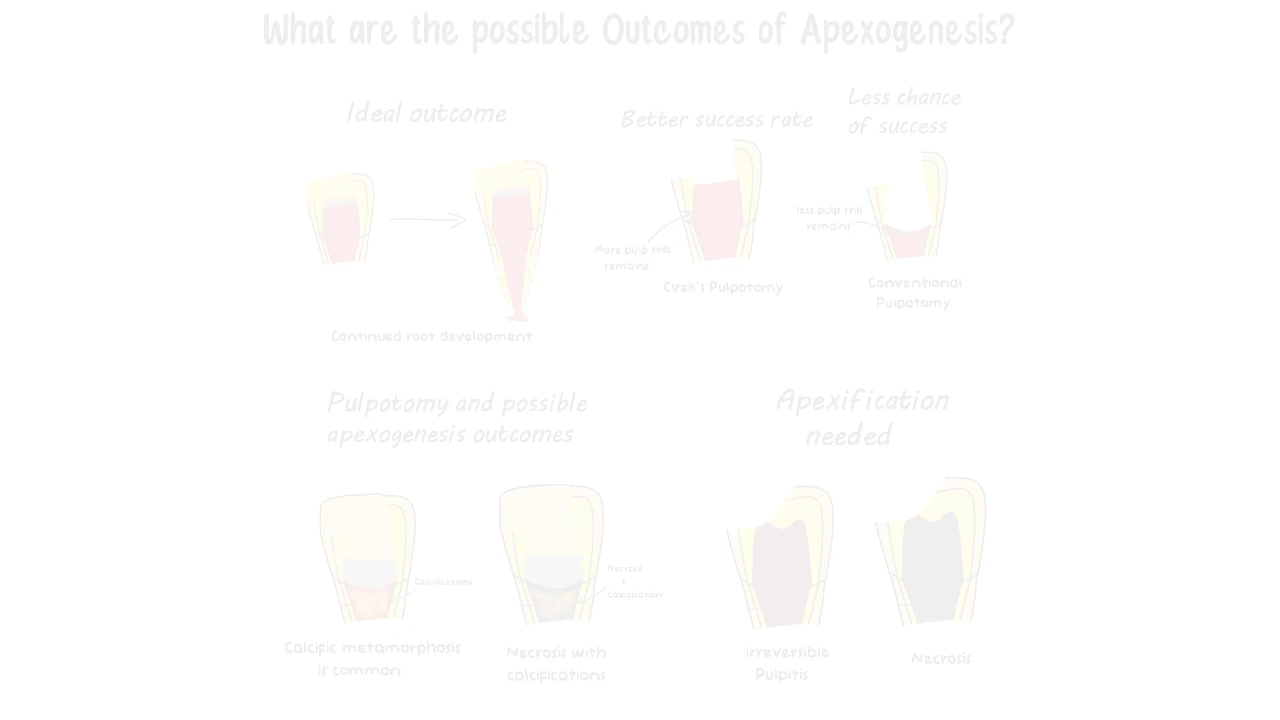 What are the possible Outcomes of Apexogenesis?
Ideal outcome
Better success rate
Less chance
of success
More pulp still
remains
less pulp still
remains
Cvek's Pulpotomy
Conventional
Pulpotomy
Continued root development
Pulpotomy and possible
apexogenesis outcomes
Apexification
needed
Calcifications
Necrosis
+
Calcification
Calcific metamorphosis
is common
Necrosis with
calcifications
irreversible
Pulpitis
Necrosis